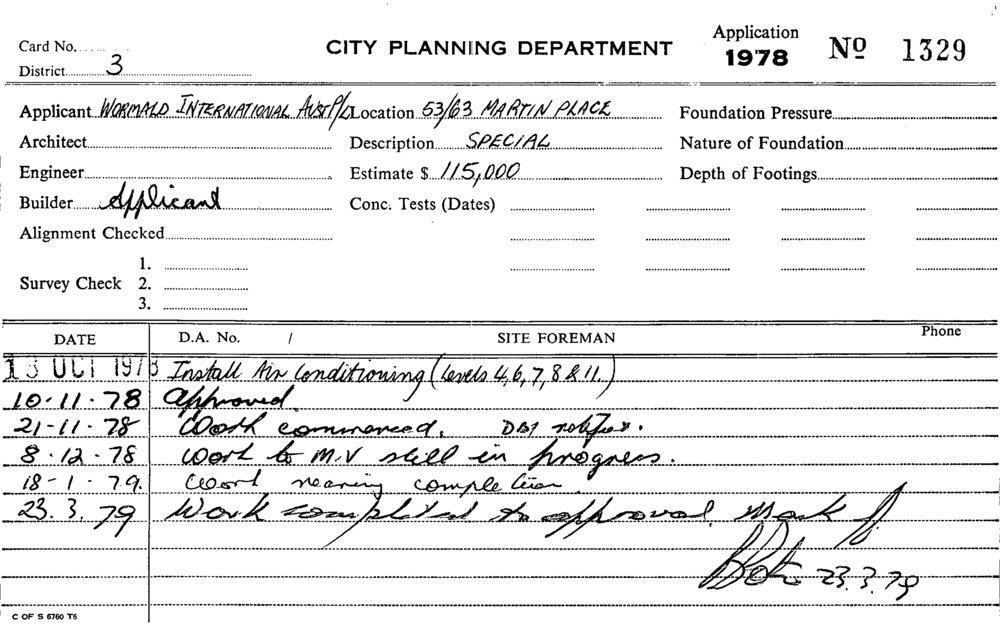 Card No.
District 3
CITY PLANNING DEPARTMENT
Application
1978
Nº 1329
Applicant WORMALD INTERNATIONAL AUST P/L Location 53/63 MARTIN PLACE Foundation Pressure
Architect Description SPECIAL Nature of Foundation
Engineer Estimate $ 115,000 Depth of Footings
Builder Applicant Conc. Tests (Dates)
Alignment Checked
1.
Survey Check 2.
3.
DATE D.A. No. / SITE FOREMAN Phone
13 OCT 1978 Install Air Conditioning (Levels 4, 6, 7, 8 & 11.)
10-11-78 Approved
21-11-78 Work commenced.
8-12-78 Work to M.V still in progress.
18-1-79. Work nearing completion
23.3.79 Work completed to approval. Mark
23.3.79
C OF S 6760 T6